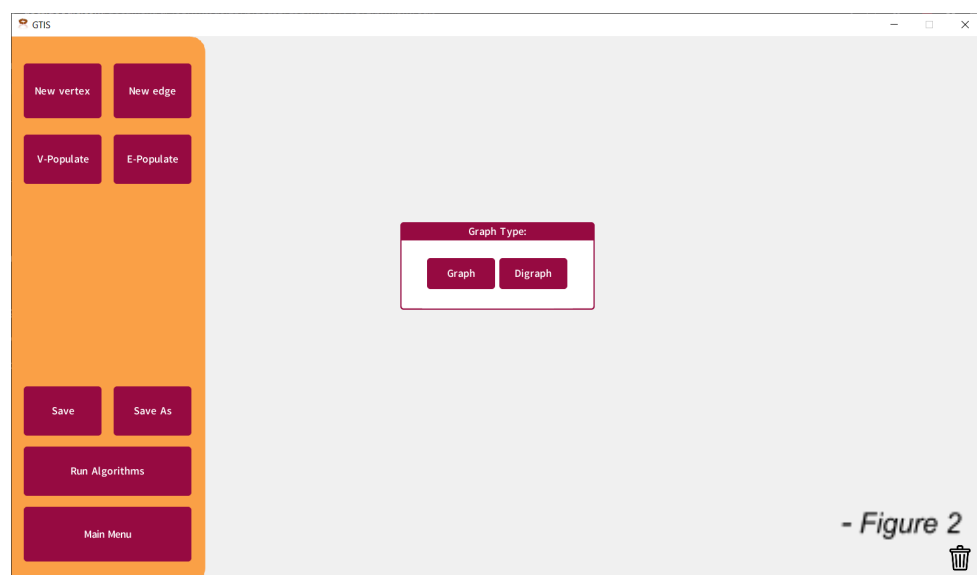 GTIS
New vertex New edge
V-Populate E-Populate
Graph Type:
Graph Digraph
Save Save As
Run Algorithms
Main Menu
- Figure 2